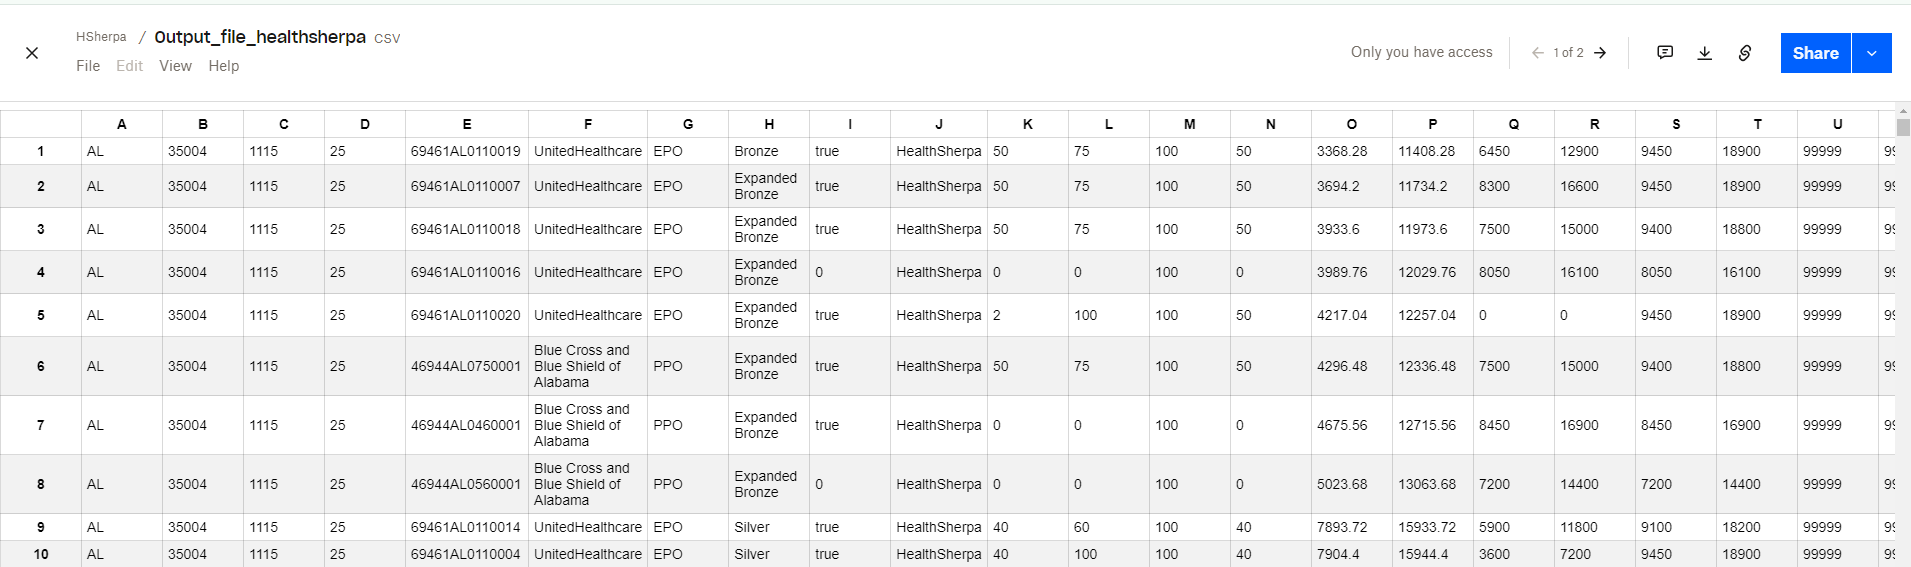 HSherpa / Output_file_healthsherpa CSV
File Edit View Help
Only you have access
1 of 2
Share
A B C D E F G H I J K L M N O P Q R S T U
1 AL 35004 1115 25 69461AL0110019 UnitedHealthcare EPO Bronze true HealthSherpa 50 75 100 50 3368.28 11408.28 6450 12900 9450 18900 99999
2 AL 35004 1115 25 69461AL0110007 UnitedHealthcare EPO Expanded Bronze true HealthSherpa 50 75 100 50 3694.2 11734.2 8300 16600 9450 18900 99999
3 AL 35004 1115 25 69461AL0110018 UnitedHealthcare EPO Expanded Bronze true HealthSherpa 50 75 100 50 3933.6 11973.6 7500 15000 9400 18800 99999
4 AL 35004 1115 25 69461AL0110016 UnitedHealthcare EPO Expanded Bronze 0 HealthSherpa 0 0 100 0 3989.76 12029.76 8050 16100 8050 16100 99999
5 AL 35004 1115 25 69461AL0110020 UnitedHealthcare EPO Expanded Bronze true HealthSherpa 2 100 100 50 4217.04 12257.04 0 0 9450 18900 99999
6 AL 35004 1115 25 46944AL0750001 Blue Cross and Blue Shield of Alabama PPO Expanded Bronze true HealthSherpa 50 75 100 50 4296.48 12336.48 7500 15000 9400 18800 99999
7 AL 35004 1115 25 46944AL0460001 Blue Cross and Blue Shield of Alabama PPO Expanded Bronze true HealthSherpa 0 0 100 0 4675.56 12715.56 8450 16900 8450 16900 99999
8 AL 35004 1115 25 46944AL0560001 Blue Cross and Blue Shield of Alabama PPO Expanded Bronze 0 HealthSherpa 0 0 100 0 5023.68 13063.68 7200 14400 7200 14400 99999
9 AL 35004 1115 25 69461AL0110014 UnitedHealthcare EPO Silver true HealthSherpa 40 60 100 40 7893.72 15933.72 5900 11800 9100 18200 99999
10 AL 35004 1115 25 69461AL0110004 UnitedHealthcare EPO Silver true HealthSherpa 40 100 100 40 7904.4 15944.4 3600 7200 9450 18900 99999